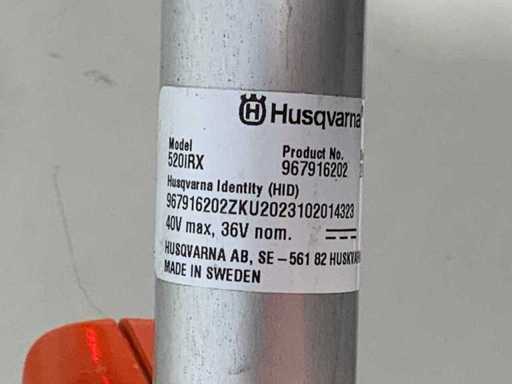 Husqvarna
Model Product No.
520iRX 967916202
Husqvarna Identity (HID)
967916202ZKU2023102014323
40V max, 36V nom.
HUSQVARNA AB, SE-561 82
MADE IN SWEDEN